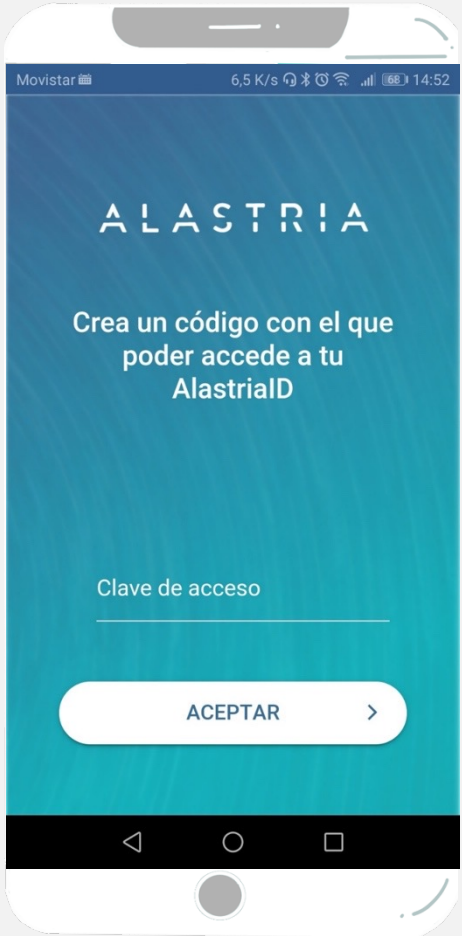 Movistar 6,5 K/s 68 14:52
ALASTRIA
Crea un código con el que
poder accede a tu
AlastriaID
Clave de acceso
ACEPTAR